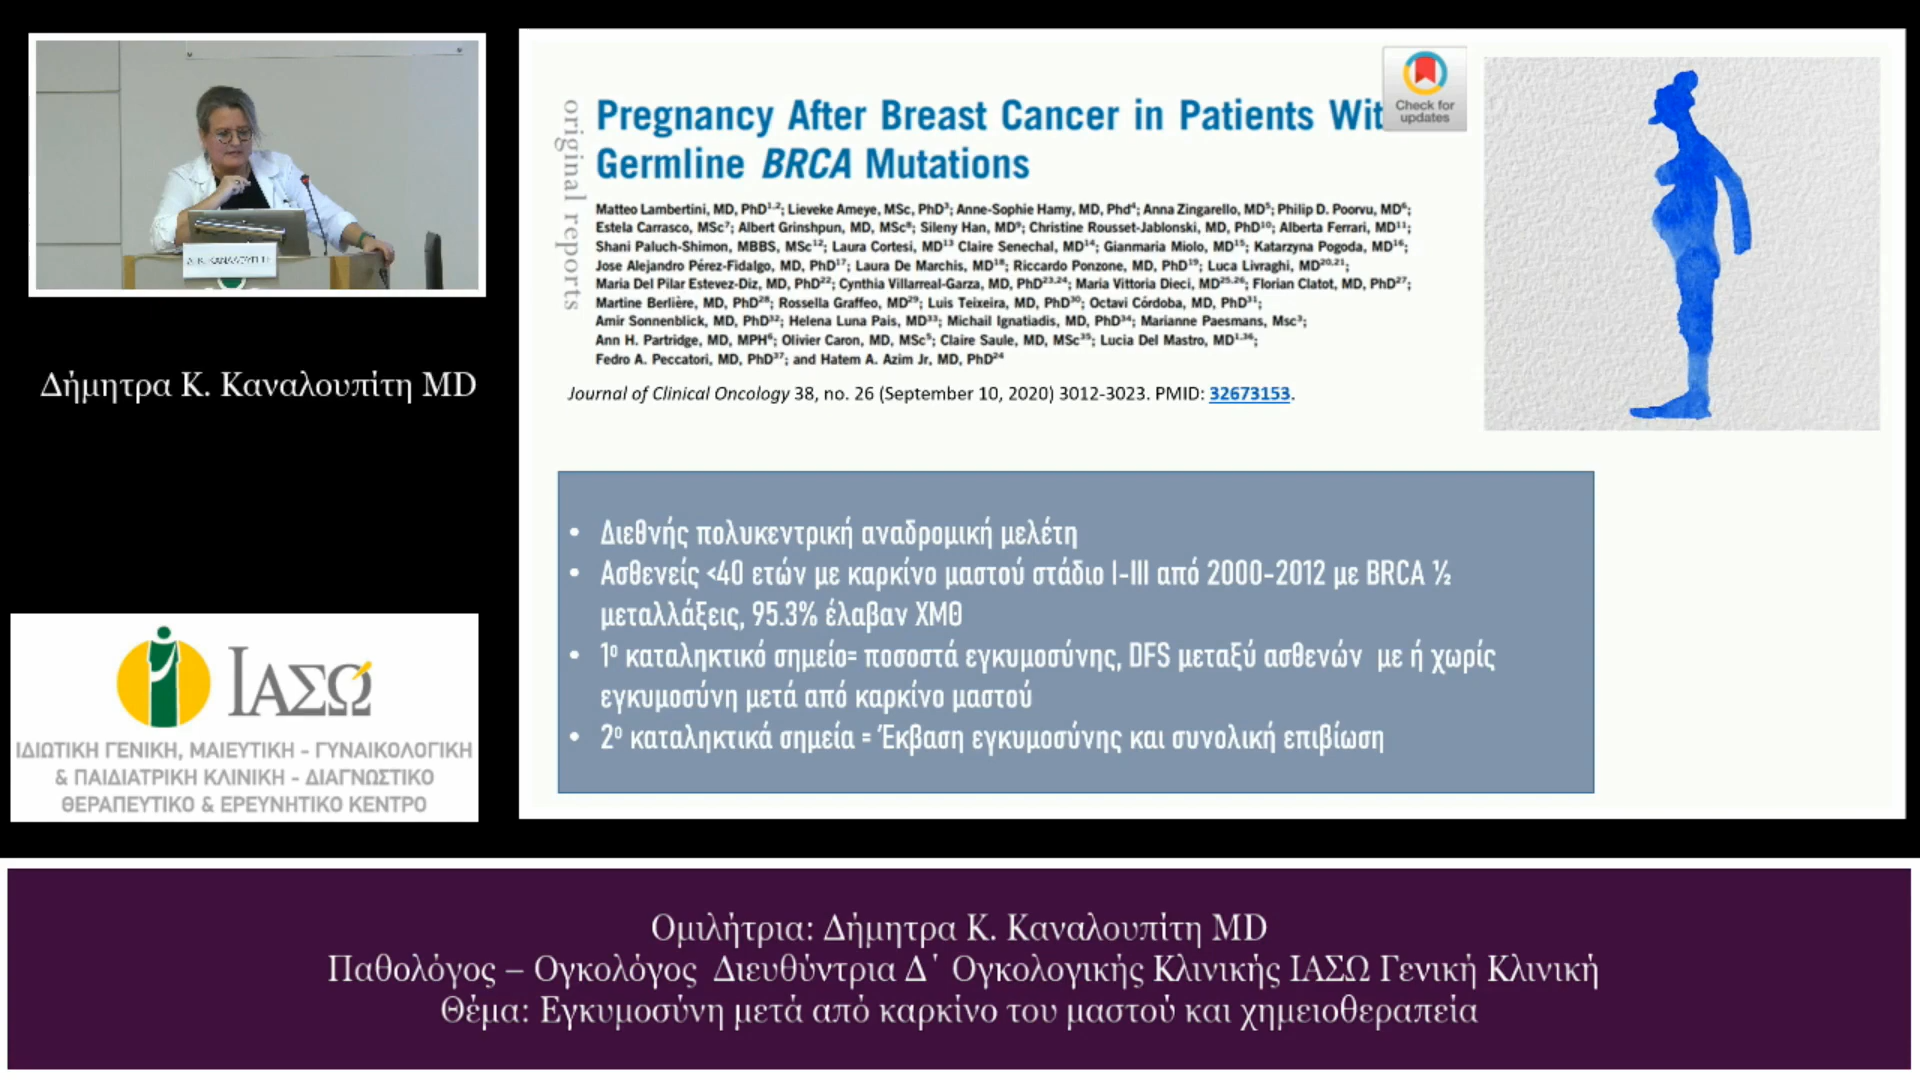 Δ. Κ. ΚΑΝΑΛΟΥΠΙΤΗ
Δήμητρα Κ. Καναλουπίτη MD
ΙΑΣΩ
ΙΔΙΩΤΙΚΗ ΓΕΝΙΚΗ, ΜΑΙΕΥΤΙΚΗ - ΓΥΝΑΙΚΟΛΟΓΙΚΗ
& ΠΑΙΔΙΑΤΡΙΚΗ ΚΛΙΝΙΚΗ - ΔΙΑΓΝΩΣΤΙΚΟ
ΘΕΡΑΠΕΥΤΙΚΟ & ΕΡΕΥΝΗΤΙΚΟ ΚΕΝΤΡΟ
original reports
Pregnancy After Breast Cancer in Patients Wit
Germline BRCA Mutations
Check for
updates
Matteo Lambertini, MD, PhD1,2; Lieveke Ameye, MSc, PhD3; Anne-Sophie Hamy, MD, Phd4; Anna Zingarello, MD5; Philip D. Poorvu, MD6;
Estela Carrasco, MSc7; Albert Grinshpun, MD, MSc8; Sileny Han, MD9; Christine Rousset-Jablonski, MD, PhD10; Alberta Ferrari, MD11;
Shani Paluch-Shimon, MBBS, MSc12; Laura Cortesi, MD13 Claire Senechal, MD14; Gianmaria Miolo, MD15; Katarzyna Pogoda, MD16;
Jose Alejandro Pérez-Fidalgo, MD, PhD17; Laura De Marchis, MD18; Riccardo Ponzone, MD, PhD19; Luca Livraghi, MD20,21;
Maria Del Pilar Estevez-Diz, MD, PhD22; Cynthia Villarreal-Garza, MD, PhD23,24; Maria Vittoria Dieci, MD25,26; Florian Clatot, MD, PhD27;
Martine Berlière, MD, PhD28; Rossella Graffeo, MD29; Luis Teixeira, MD, PhD30; Octavi Córdoba, MD, PhD31;
Amir Sonnenblick, MD, PhD32; Helena Luna Pais, MD33; Michail Ignatiadis, MD, PhD34; Marianne Paesmans, Msc3;
Ann H. Partridge, MD, MPH6; Olivier Caron, MD, MSc5; Claire Saule, MD, MSc35; Lucia Del Mastro, MD1,36;
Fedro A. Peccatori, MD, PhD37; and Hatem A. Azim Jr, MD, PhD24
Journal of Clinical Oncology 38, no. 26 (September 10, 2020) 3012-3023. PMID: 32673153.
• Διεθνής πολυκεντρική αναδρομική μελέτη
• Ασθενείς <40 ετών με καρκίνο μαστού στάδιο I-III από 2000-2012 με BRCA ½
μεταλλάξεις, 95.3% έλαβαν ΧΜΘ
• 1ο καταληκτικό σημείο= ποσοστά εγκυμοσύνης, DFS μεταξύ ασθενών με ή χωρίς
εγκυμοσύνη μετά από καρκίνο μαστού
• 2ο καταληκτικά σημεία = Έκβαση εγκυμοσύνης και συνολική επιβίωση
Ομιλήτρια: Δήμητρα Κ. Καναλουπίτη MD
Παθολόγος – Ογκολόγος Διευθύντρια Δ΄ Ογκολογικής Κλινικής ΙΑΣΩ Γενική Κλινική
Θέμα: Εγκυμοσύνη μετά από καρκίνο του μαστού και χημειοθεραπεία